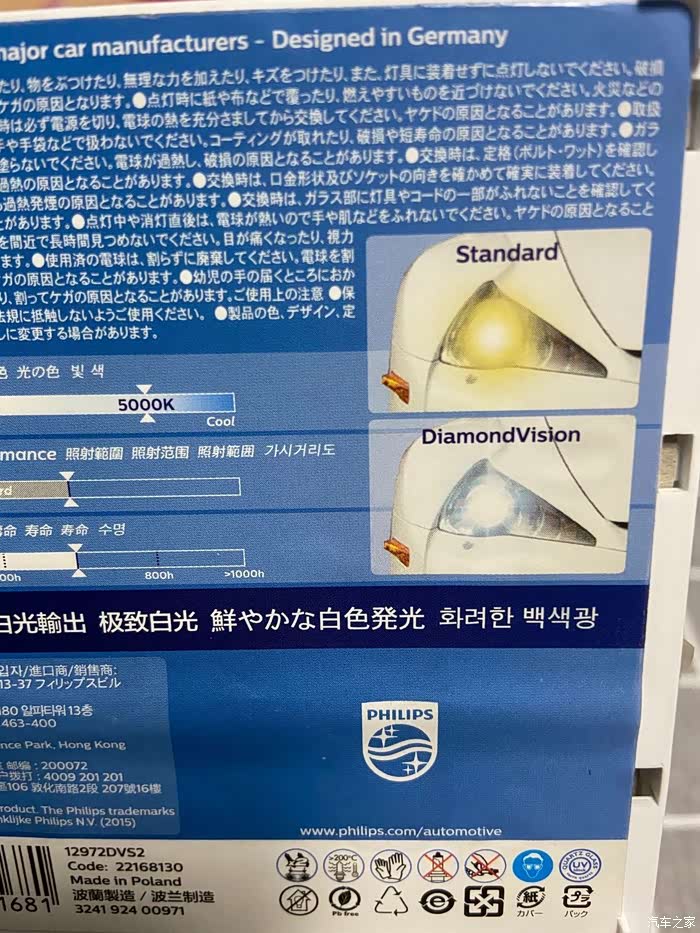 major car manufacturers - Designed in Germany
たり、物をぶつけたり、無理な力を加えたり、キズをつけたり、また、灯具に装着せずに点灯しないでください。破損
ケガの原因となります。●点灯時に紙や布などで覆ったり、燃えやすいものを近づけないでください。火災などの
時は必ず電源を切り、電球の熱を充分さましてから交換してください。ヤケドの原因となることがあります。●取扱
手や手袋などで扱わないでください。コーティングが取れたり、破損や短寿命の原因となることがあります。●ガラ
塗らないでください。電球が過熱し、破損の原因となることがあります。●交換時は、定格(ボルト・ワット)を確認し
過熱の原因となることがあります。●交換時は、口金形状及びソケットの向きを確かめて確実に装着してください。
過熱発煙の原因となることがあります。●交換時は、ガラス部に灯具やコードの一部がふれないことを確認してく
とがあります。●点灯中や消灯直後は、電球が熱いので手や肌などをふれないでください。ヤケドの原因となること
を間近で長時間見つめないでください。目が痛くなったり、視力
ます。●使用済の電球は、割らずに廃棄してください。電球を割
ガの原因となることがあります。●幼児の手の届くところにおか
り、割ってケガの原因となることがあります。ご使用上の注意 ●保
法規に抵触しないようご使用ください。 ●製品の色、デザイン、定
しに変更する場合があります。
Standard
色 光の色 빛 색
5000K
Cool
DiamondVision
rmance 照射範圍 照射范围 照射範囲 가시거리도
rd
壽命 寿命 寿命 수명
00h 800h >1000h
白光輸出 极致白光 鮮やかな白色発光 화려한 백색광
입자/進口商/銷售商:
13-37 フィリップスビル
80 알파타워 13층
463-400
nce Park, Hong Kong
邮编 : 200072
户拨打 : 4009 201 201
106 敦化南路2段 207號16樓
roduct. The Philips trademarks
nklijke Philips N.V. (2015)
PHILIPS
www.philips.com/automotive
12972DVS2
Code: 22168130
Made in Poland
波蘭製造 / 波兰制造
3241 924 00971
1681
>200°C
QUARTZ GLASS
UV
Pb free
紙
カバー
プラ
パック
汽车之家